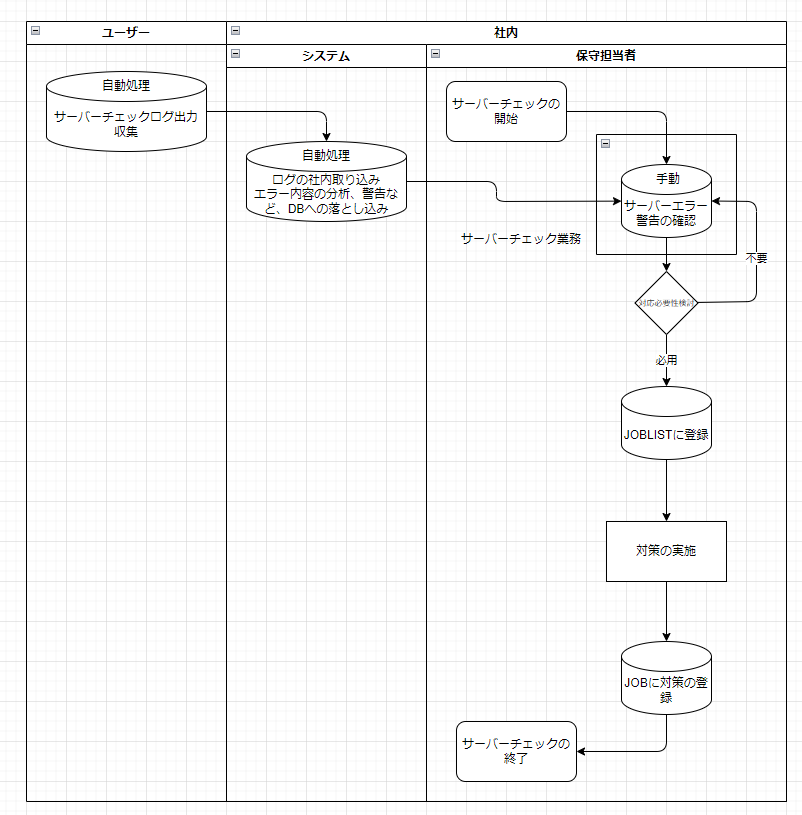 ユーザー
社内
システム
保守担当者
自動処理
サーバーチェックログ出力
収集
サーバーチェックの
開始
自動処理
ログの社内取り込み
エラー内容の分析、警告な
ど、DBへの落とし込み
手動
サーバーエラー
警告の確認
サーバーチェック業務
不要
対応必要性検討
必用
JOBLISTに登録
対策の実施
JOBに対策の登
録
サーバーチェックの
終了